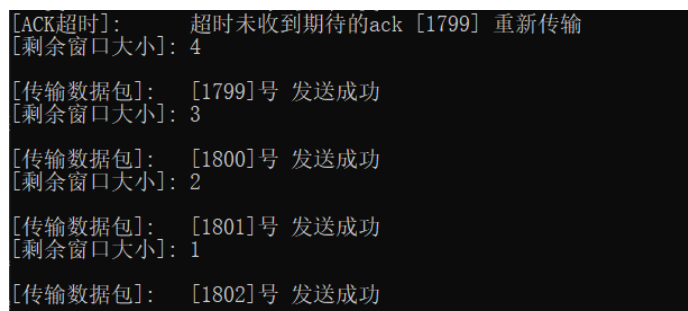 [ACK超时]: 超时未收到期待的ack [1799] 重新传输
[剩余窗口大小]: 4
[传输数据包]: [1799]号 发送成功
[剩余窗口大小]: 3
[传输数据包]: [1800]号 发送成功
[剩余窗口大小]: 2
[传输数据包]: [1801]号 发送成功
[剩余窗口大小]: 1
[传输数据包]: [1802]号 发送成功